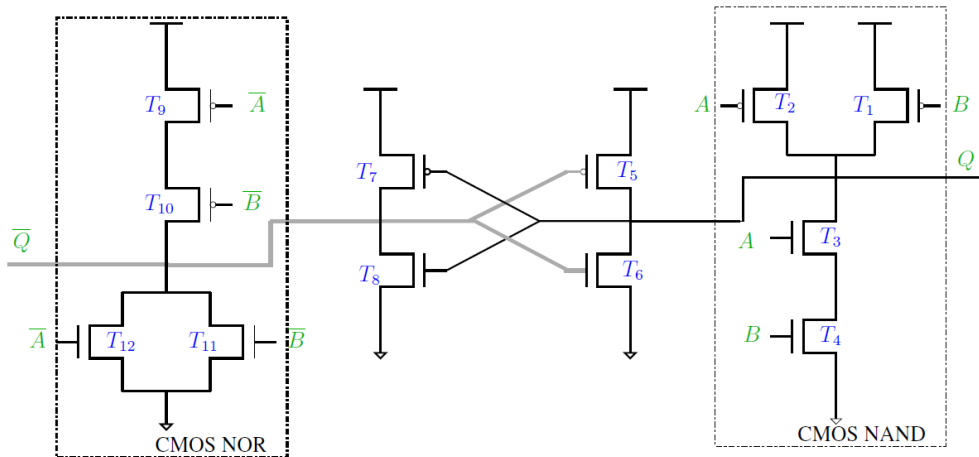 A
T₂
T₁
B
T₉
A̅
Q
T₇
T₅
T₁₀
B̅
A
T₃
Q̅
T₈
T₆
A̅
T₁₂
T₁₁
B̅
B
T₄
CMOS NOR
CMOS NAND